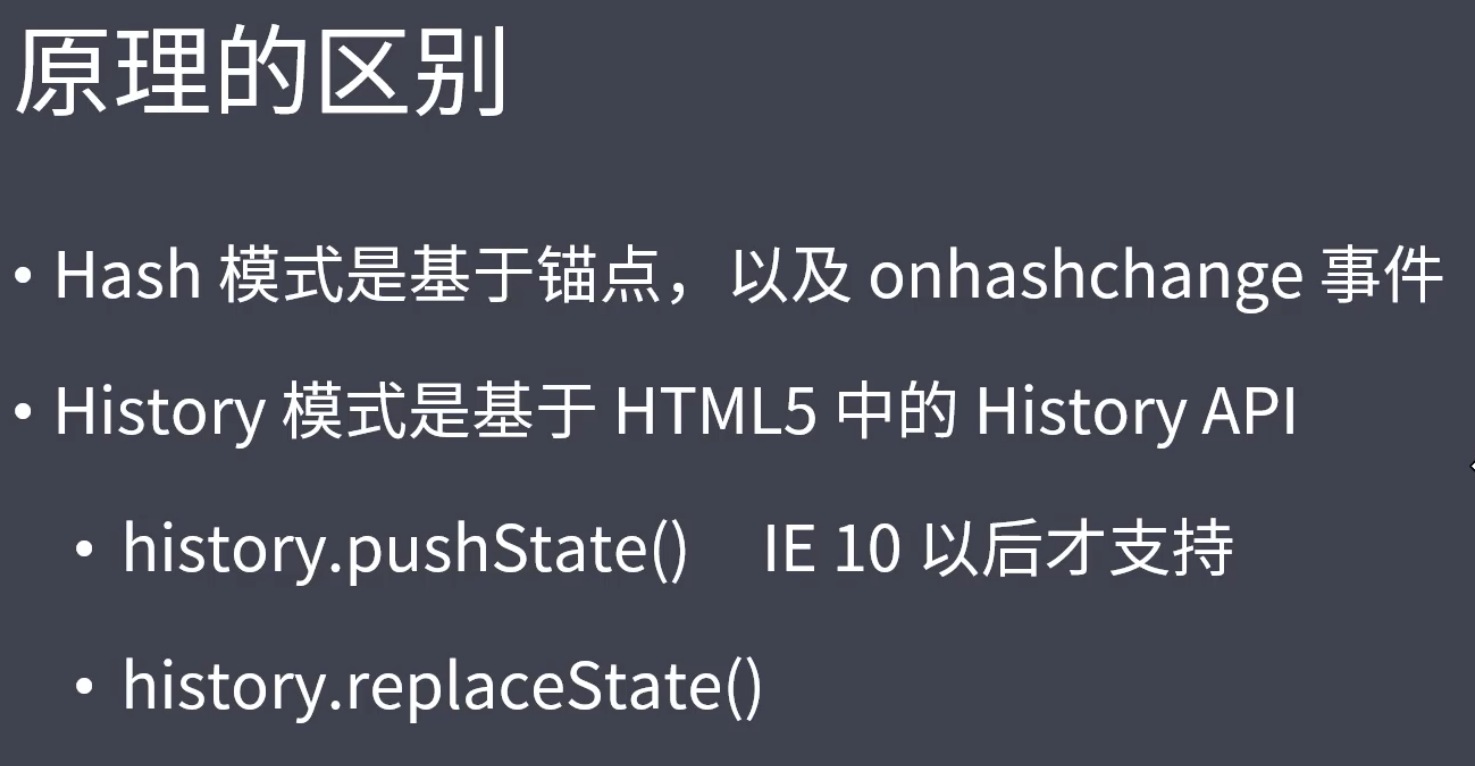 原理的区别
• Hash 模式是基于锚点，以及 onhashchange 事件
• History 模式是基于 HTML5 中的 History API
• history.pushState() IE 10 以后才支持
• history.replaceState()